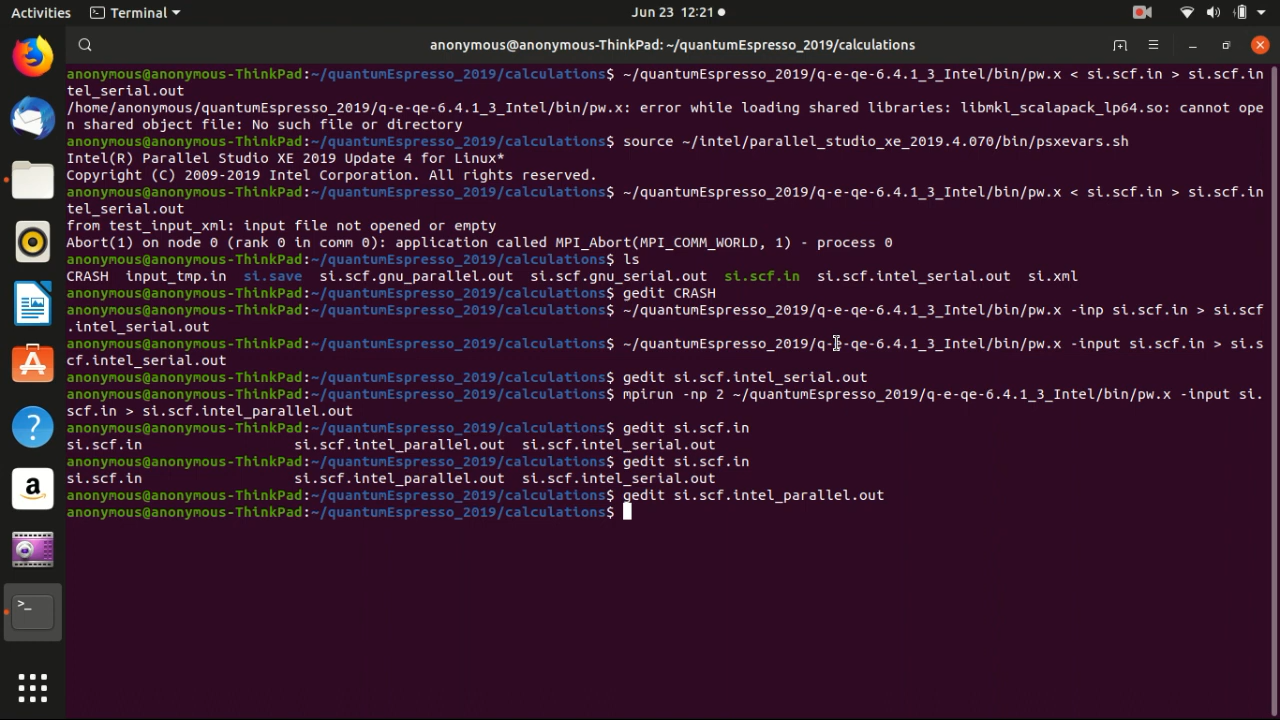 Activities Terminal Jun 23 12:21
anonymous@anonymous-ThinkPad: ~/quantumEspresso_2019/calculations
anonymous@anonymous-ThinkPad:~/quantumEspresso_2019/calculations$ ~/quantumEspresso_2019/q-e-qe-6.4.1_3_Intel/bin/pw.x < si.scf.in > si.scf.in
tel_serial.out
/home/anonymous/quantumEspresso_2019/q-e-qe-6.4.1_3_Intel/bin/pw.x: error while loading shared libraries: libmkl_scalapack_lp64.so: cannot ope
n shared object file: No such file or directory
anonymous@anonymous-ThinkPad:~/quantumEspresso_2019/calculations$ source ~/intel/parallel_studio_xe_2019.4.070/bin/psxevars.sh
Intel(R) Parallel Studio XE 2019 Update 4 for Linux*
Copyright (C) 2009-2019 Intel Corporation. All rights reserved.
anonymous@anonymous-ThinkPad:~/quantumEspresso_2019/calculations$ ~/quantumEspresso_2019/q-e-qe-6.4.1_3_Intel/bin/pw.x < si.scf.in > si.scf.in
tel_serial.out
from test_input_xml: input file not opened or empty
Abort(1) on node 0 (rank 0 in comm 0): application called MPI_Abort(MPI_COMM_WORLD, 1) - process 0
anonymous@anonymous-ThinkPad:~/quantumEspresso_2019/calculations$ ls
CRASH input_tmp.in si.save si.scf.gnu_parallel.out si.scf.gnu_serial.out si.scf.in si.scf.intel_serial.out si.xml
anonymous@anonymous-ThinkPad:~/quantumEspresso_2019/calculations$ gedit CRASH
anonymous@anonymous-ThinkPad:~/quantumEspresso_2019/calculations$ ~/quantumEspresso_2019/q-e-qe-6.4.1_3_Intel/bin/pw.x -inp si.scf.in > si.scf
.intel_serial.out
anonymous@anonymous-ThinkPad:~/quantumEspresso_2019/calculations$ ~/quantumEspresso_2019/q-e-qe-6.4.1_3_Intel/bin/pw.x -input si.scf.in > si.s
cf.intel_serial.out
anonymous@anonymous-ThinkPad:~/quantumEspresso_2019/calculations$ gedit si.scf.intel_serial.out
anonymous@anonymous-ThinkPad:~/quantumEspresso_2019/calculations$ mpirun -np 2 ~/quantumEspresso_2019/q-e-qe-6.4.1_3_Intel/bin/pw.x -input si.
scf.in > si.scf.intel_parallel.out
anonymous@anonymous-ThinkPad:~/quantumEspresso_2019/calculations$ gedit si.scf.in
si.scf.in si.scf.intel_parallel.out si.scf.intel_serial.out
anonymous@anonymous-ThinkPad:~/quantumEspresso_2019/calculations$ gedit si.scf.in
si.scf.in si.scf.intel_parallel.out si.scf.intel_serial.out
anonymous@anonymous-ThinkPad:~/quantumEspresso_2019/calculations$ gedit si.scf.intel_parallel.out
anonymous@anonymous-ThinkPad:~/quantumEspresso_2019/calculations$